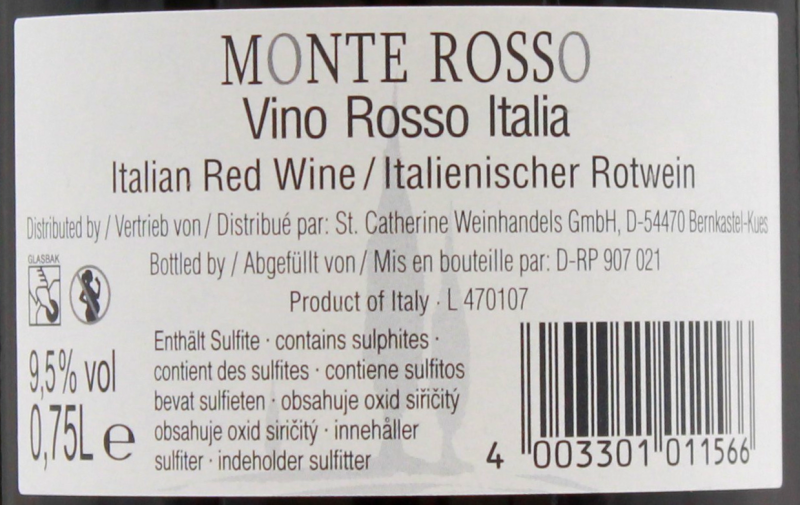 MONTE ROSSO
Vino Rosso Italia
Italian Red Wine / Italienischer Rotwein
Distributed by / Vertrieb von / Distribué par: St. Catherine Weinhandels GmbH, D-54470 Bernkastel-Kues
GLASBAK
Bottled by / Abgefüllt von / Mis en bouteille par: D-RP 907 021
Product of Italy · L 470107
9,5% vol
0,75L e
Enthält Sulfite · contains sulphites ·
contient des sulfites · contiene sulfitos
bevat sulfieten · obsahuje oxid siřičitý
obsahuje oxid siričitý · innehåller
sulfiter · indeholder sulfitter
4 003301 011566